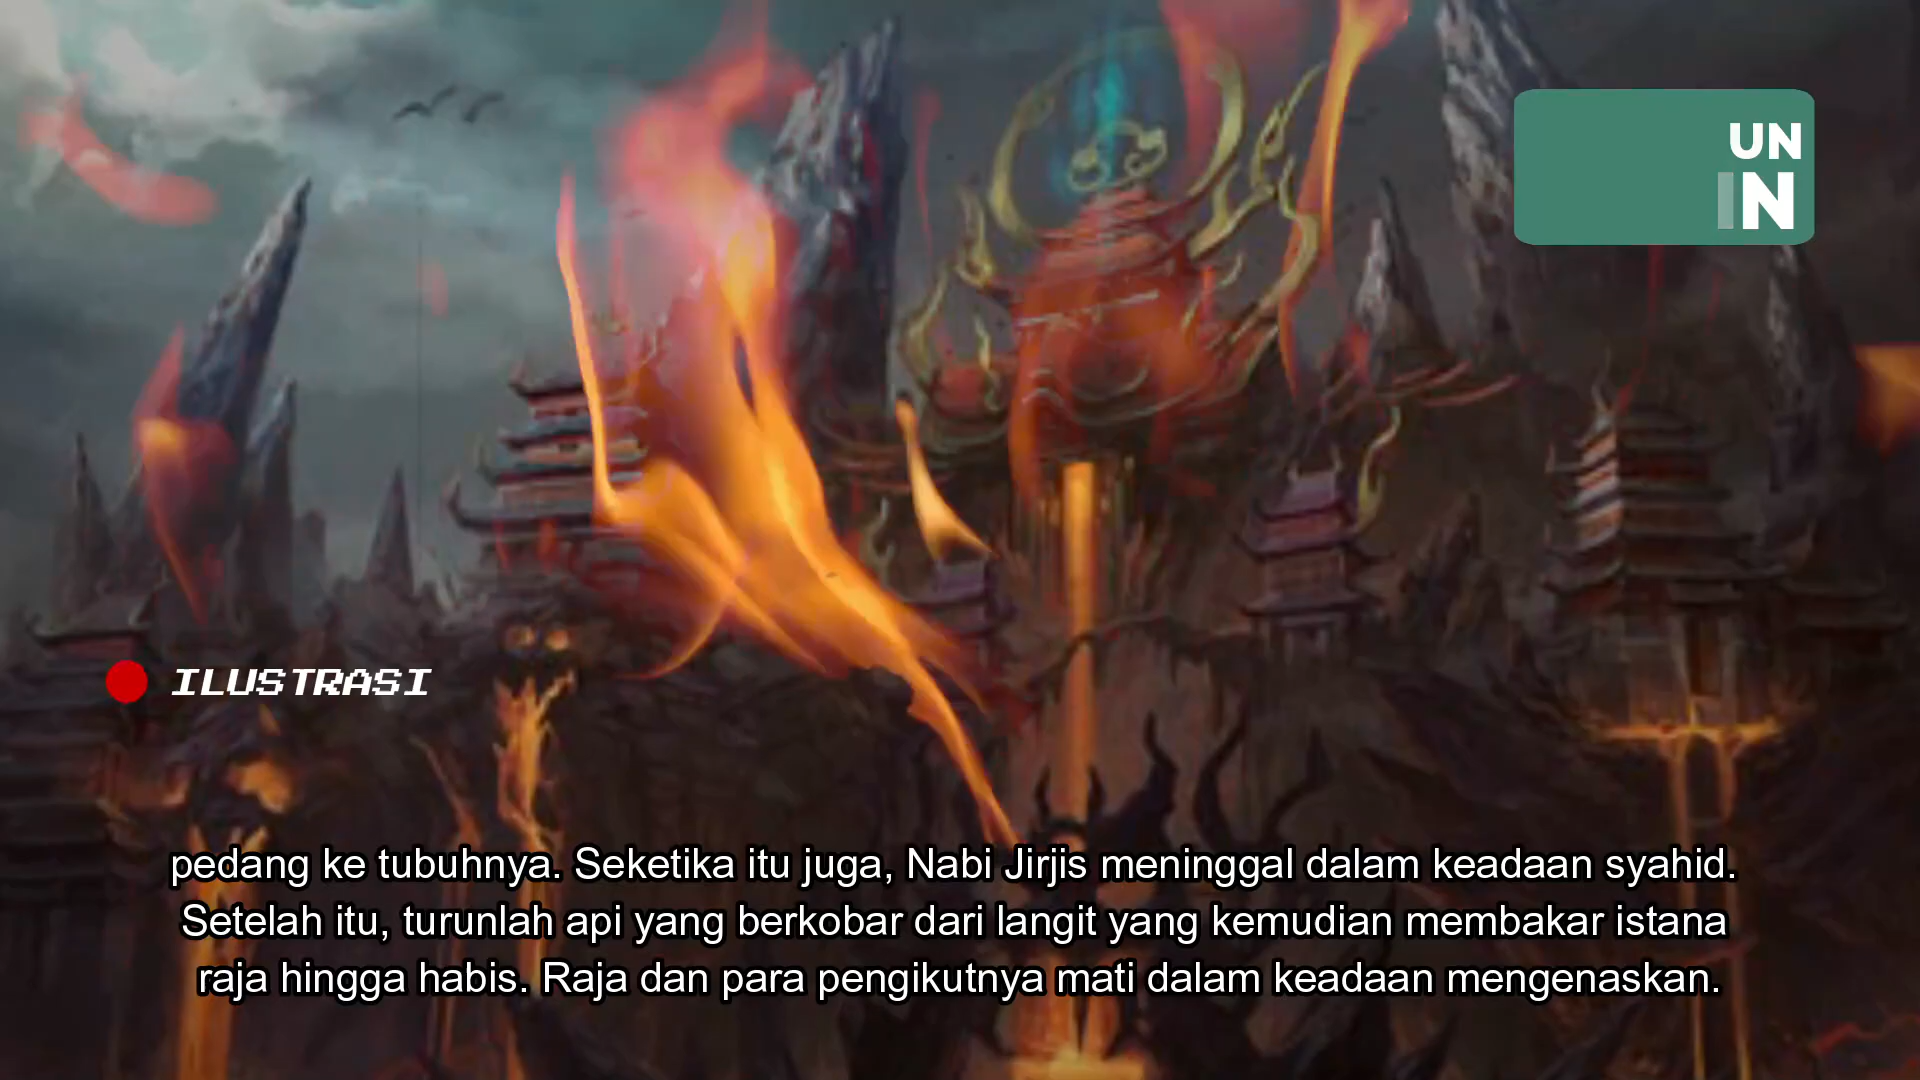 UN
IN
ILUSTRASI
pedang ke tubuhnya. Seketika itu juga, Nabi Jirjis meninggal dalam keadaan syahid.
Setelah itu, turunlah api yang berkobar dari langit yang kemudian membakar istana
raja hingga habis. Raja dan para pengikutnya mati dalam keadaan mengenaskan.